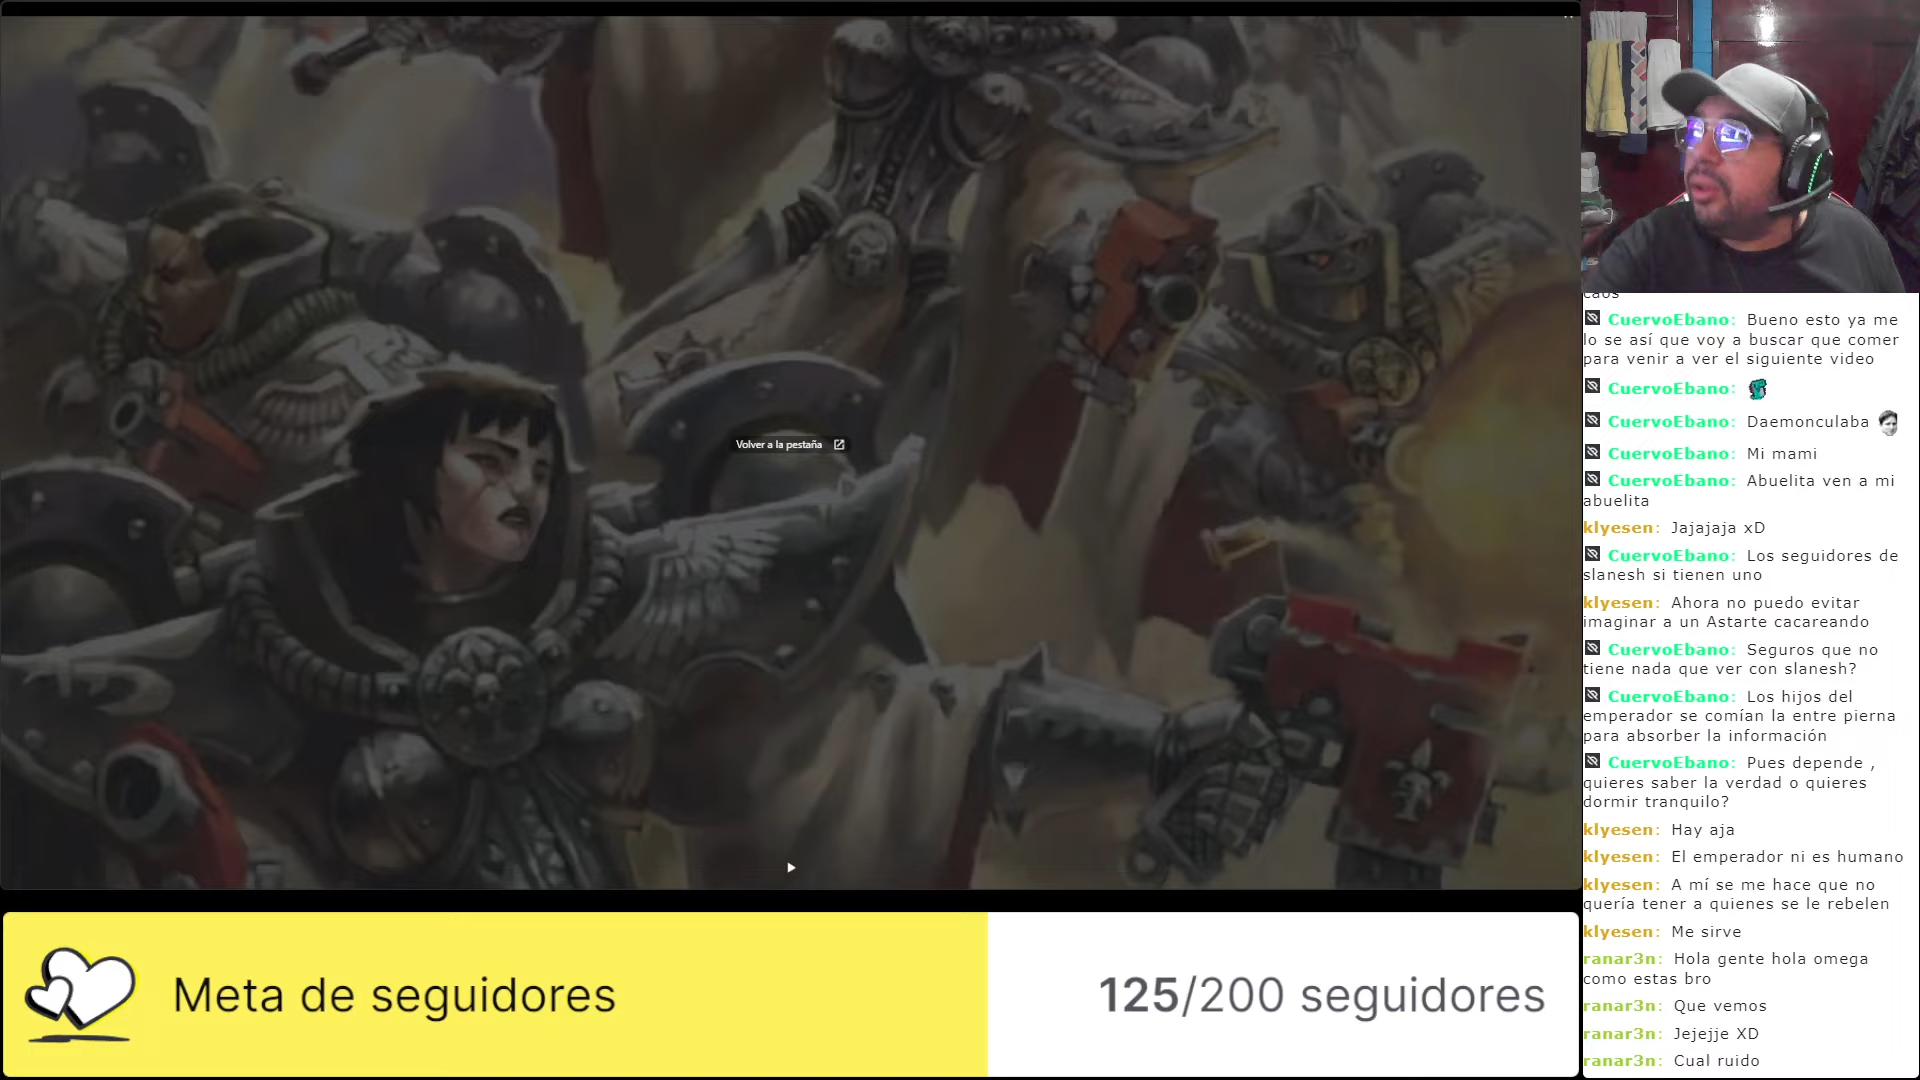 Volver a la pestaña
caos
CuervoEbano: Bueno esto ya me
lo se así que voy a buscar que comer
para venir a ver el siguiente video
CuervoEbano:
CuervoEbano: Daemonculaba
CuervoEbano: Mi mami
CuervoEbano: Abuelita ven a mi
abuelita
klyesen: Jajajaja xD
CuervoEbano: Los seguidores de
slanesh si tienen uno
klyesen: Ahora no puedo evitar
imaginar a un Astarte cacareando
CuervoEbano: Seguros que no
tiene nada que ver con slanesh?
CuervoEbano: Los hijos del
emperador se comían la entre pierna
para absorber la información
CuervoEbano: Pues depende ,
quieres saber la verdad o quieres
dormir tranquilo?
klyesen: Hay aja
klyesen: El emperador ni es humano
klyesen: A mí se me hace que no
quería tener a quienes se le rebelen
klyesen: Me sirve
ranar3n: Hola gente hola omega
como estas bro
ranar3n: Que vemos
ranar3n: Jejejje XD
ranar3n: Cual ruido
Meta de seguidores
125/200 seguidores